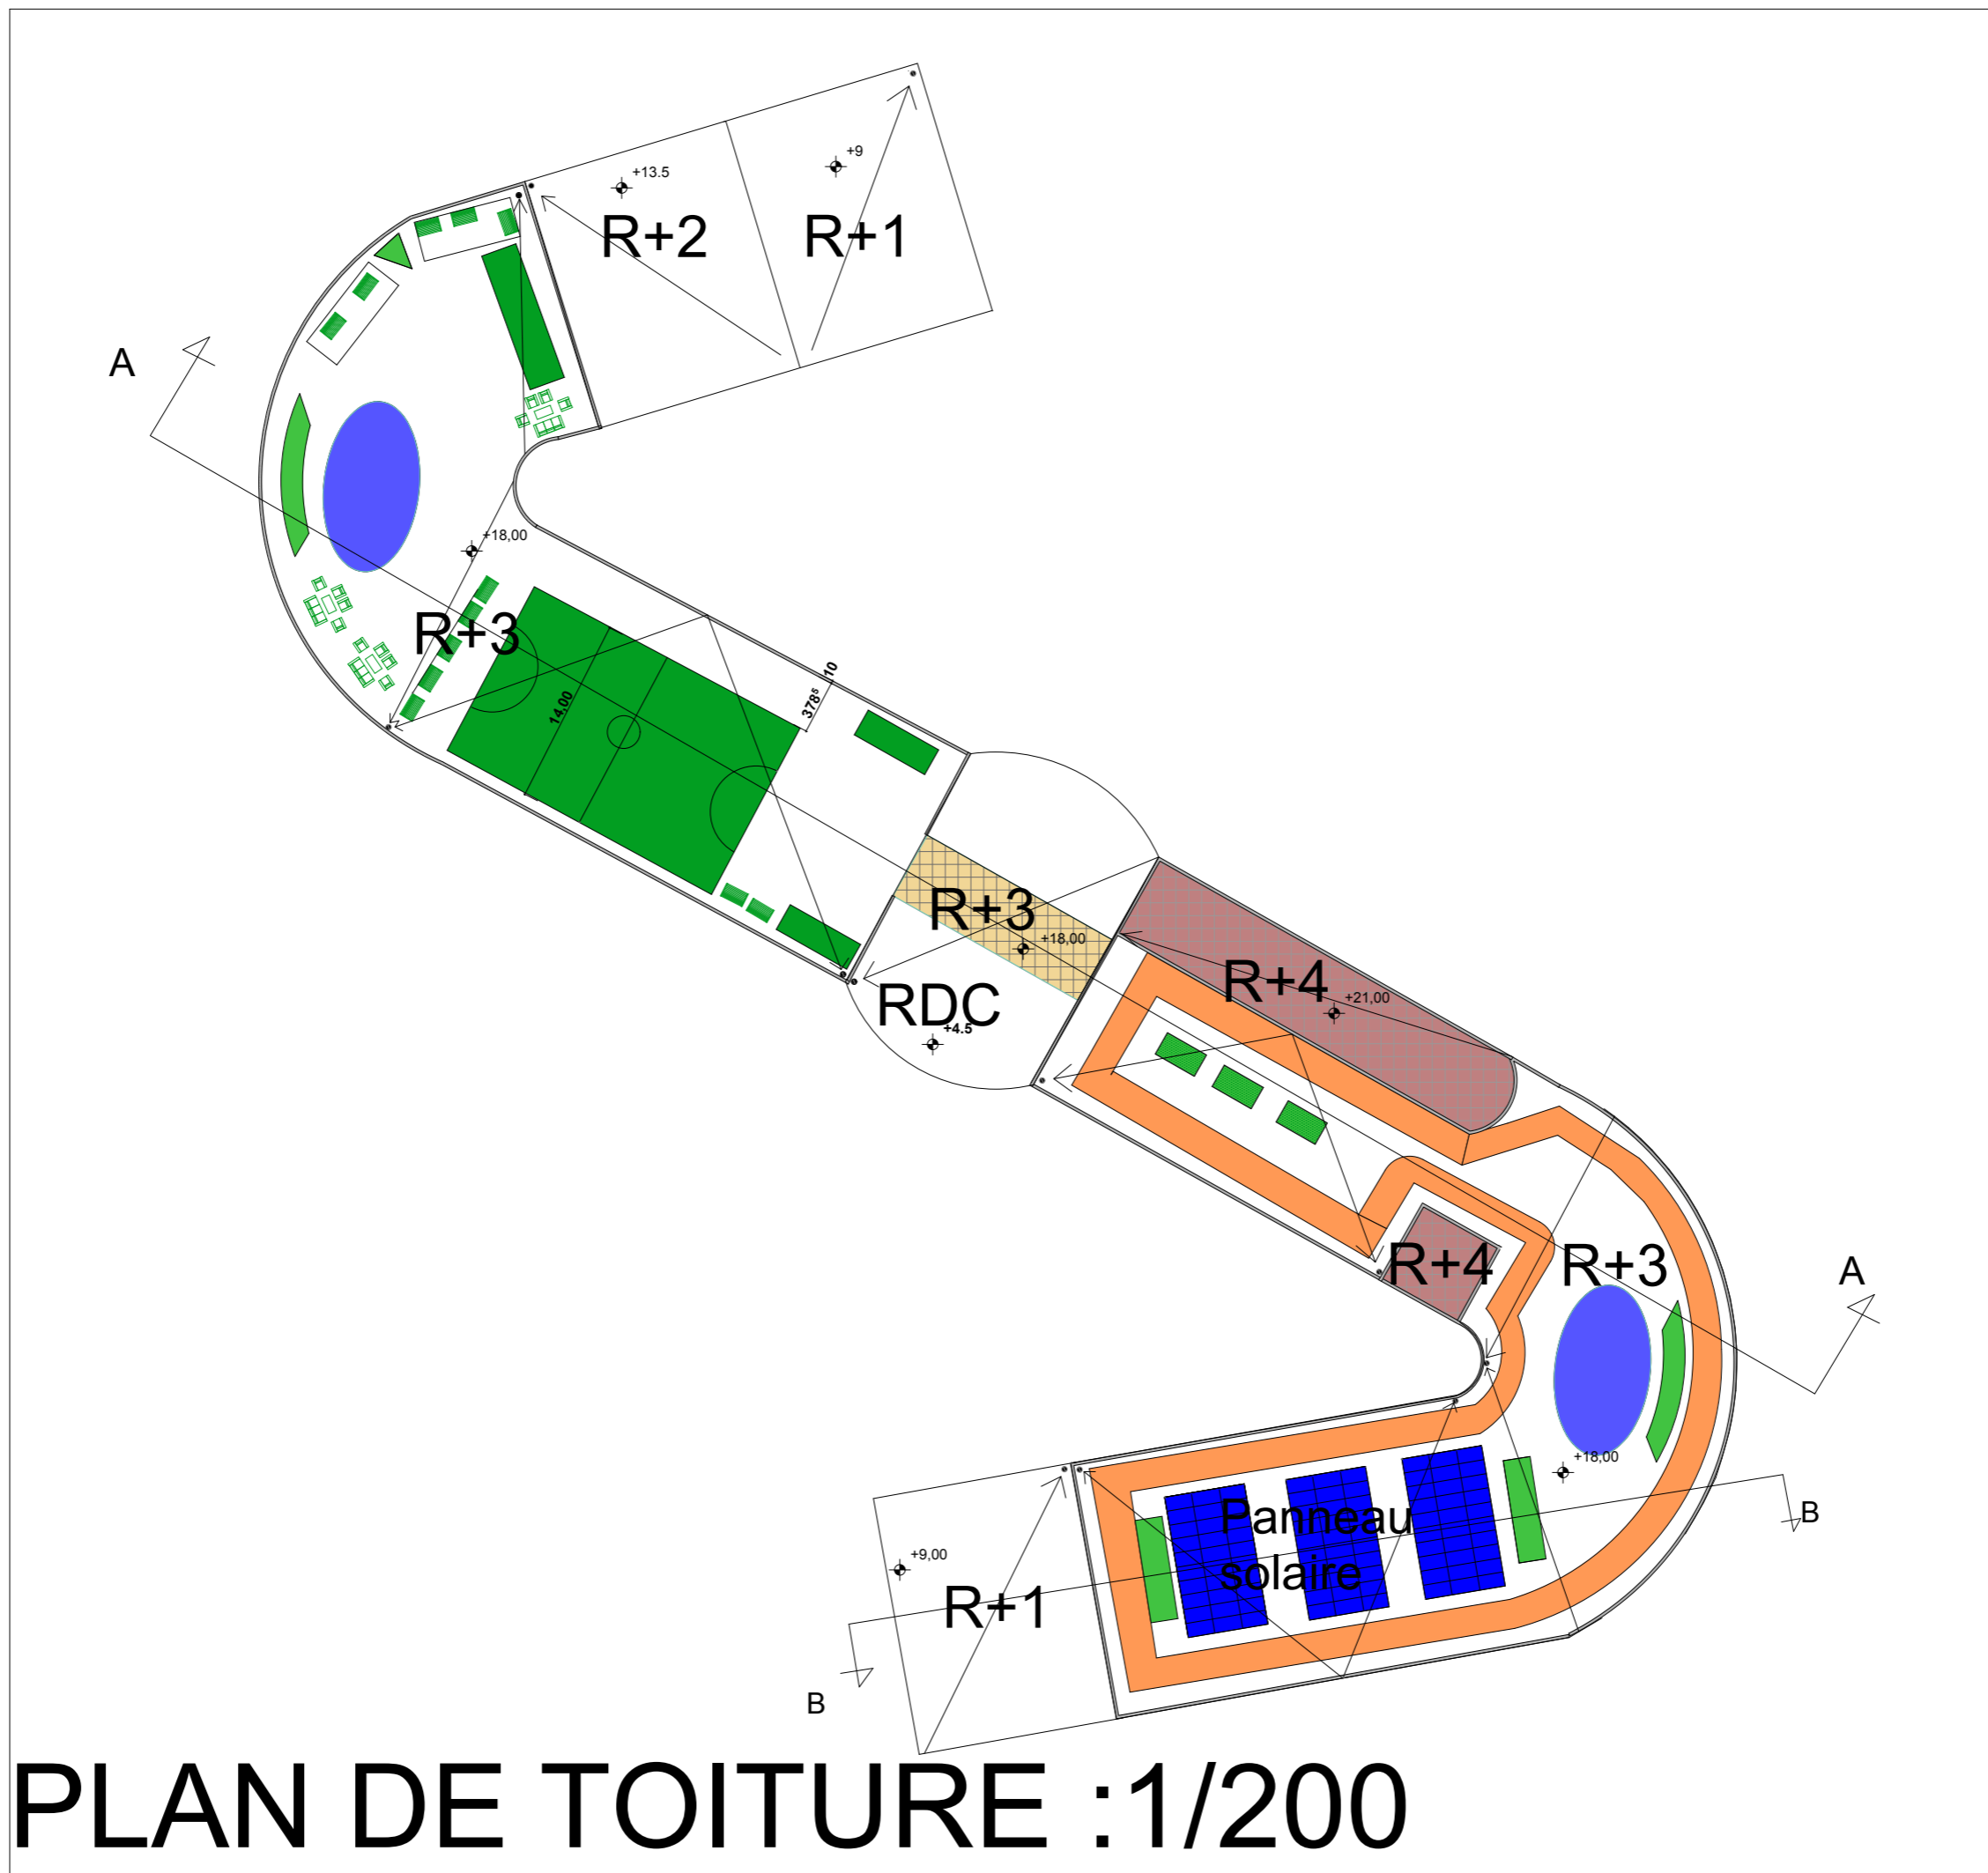 +9
+13.5
R+2
R+1
A
+18,00
R+3
14,00
378⁵
10
R+3
+18,00
R+4
+21,00
RDC
+4.5
R+4
R+3
A
+18,00
Panneau
solaire
B
+9,00
R+1
B
PLAN DE TOITURE :1/200